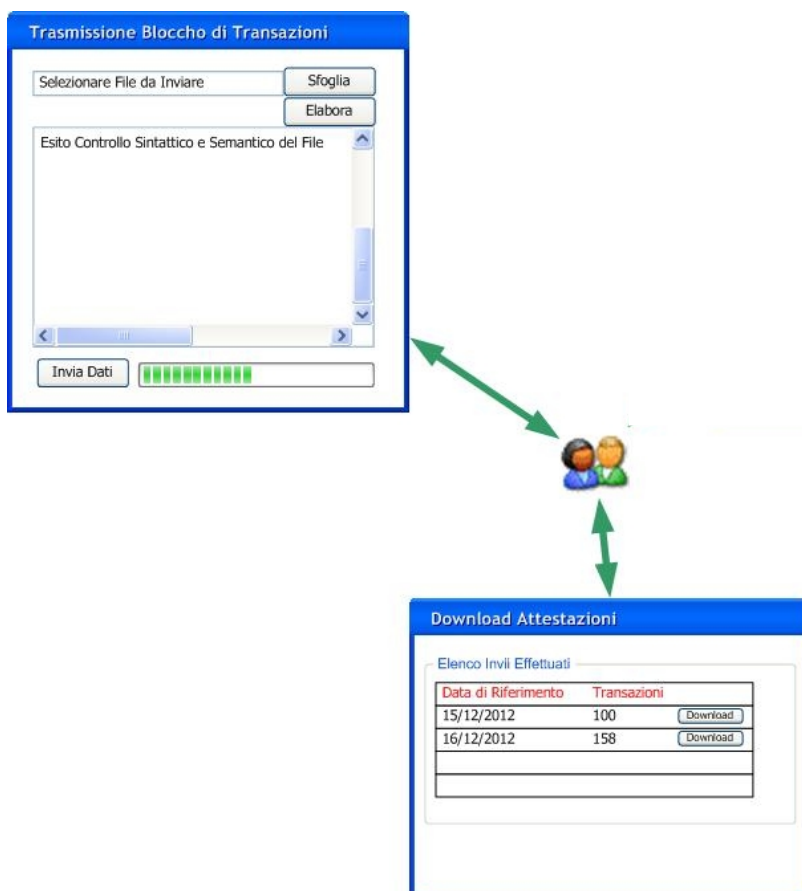 Trasmissione Bloccho di Transazioni
Selezionare File da Inviare
Sfoglia
Elabora
Esito Controllo Sintattico e Semantico del File
Invia Dati
Download Attestazioni
Elenco Invii Effettuati
Data di Riferimento Transazioni
15/12/2012 100 Download
16/12/2012 158 Download